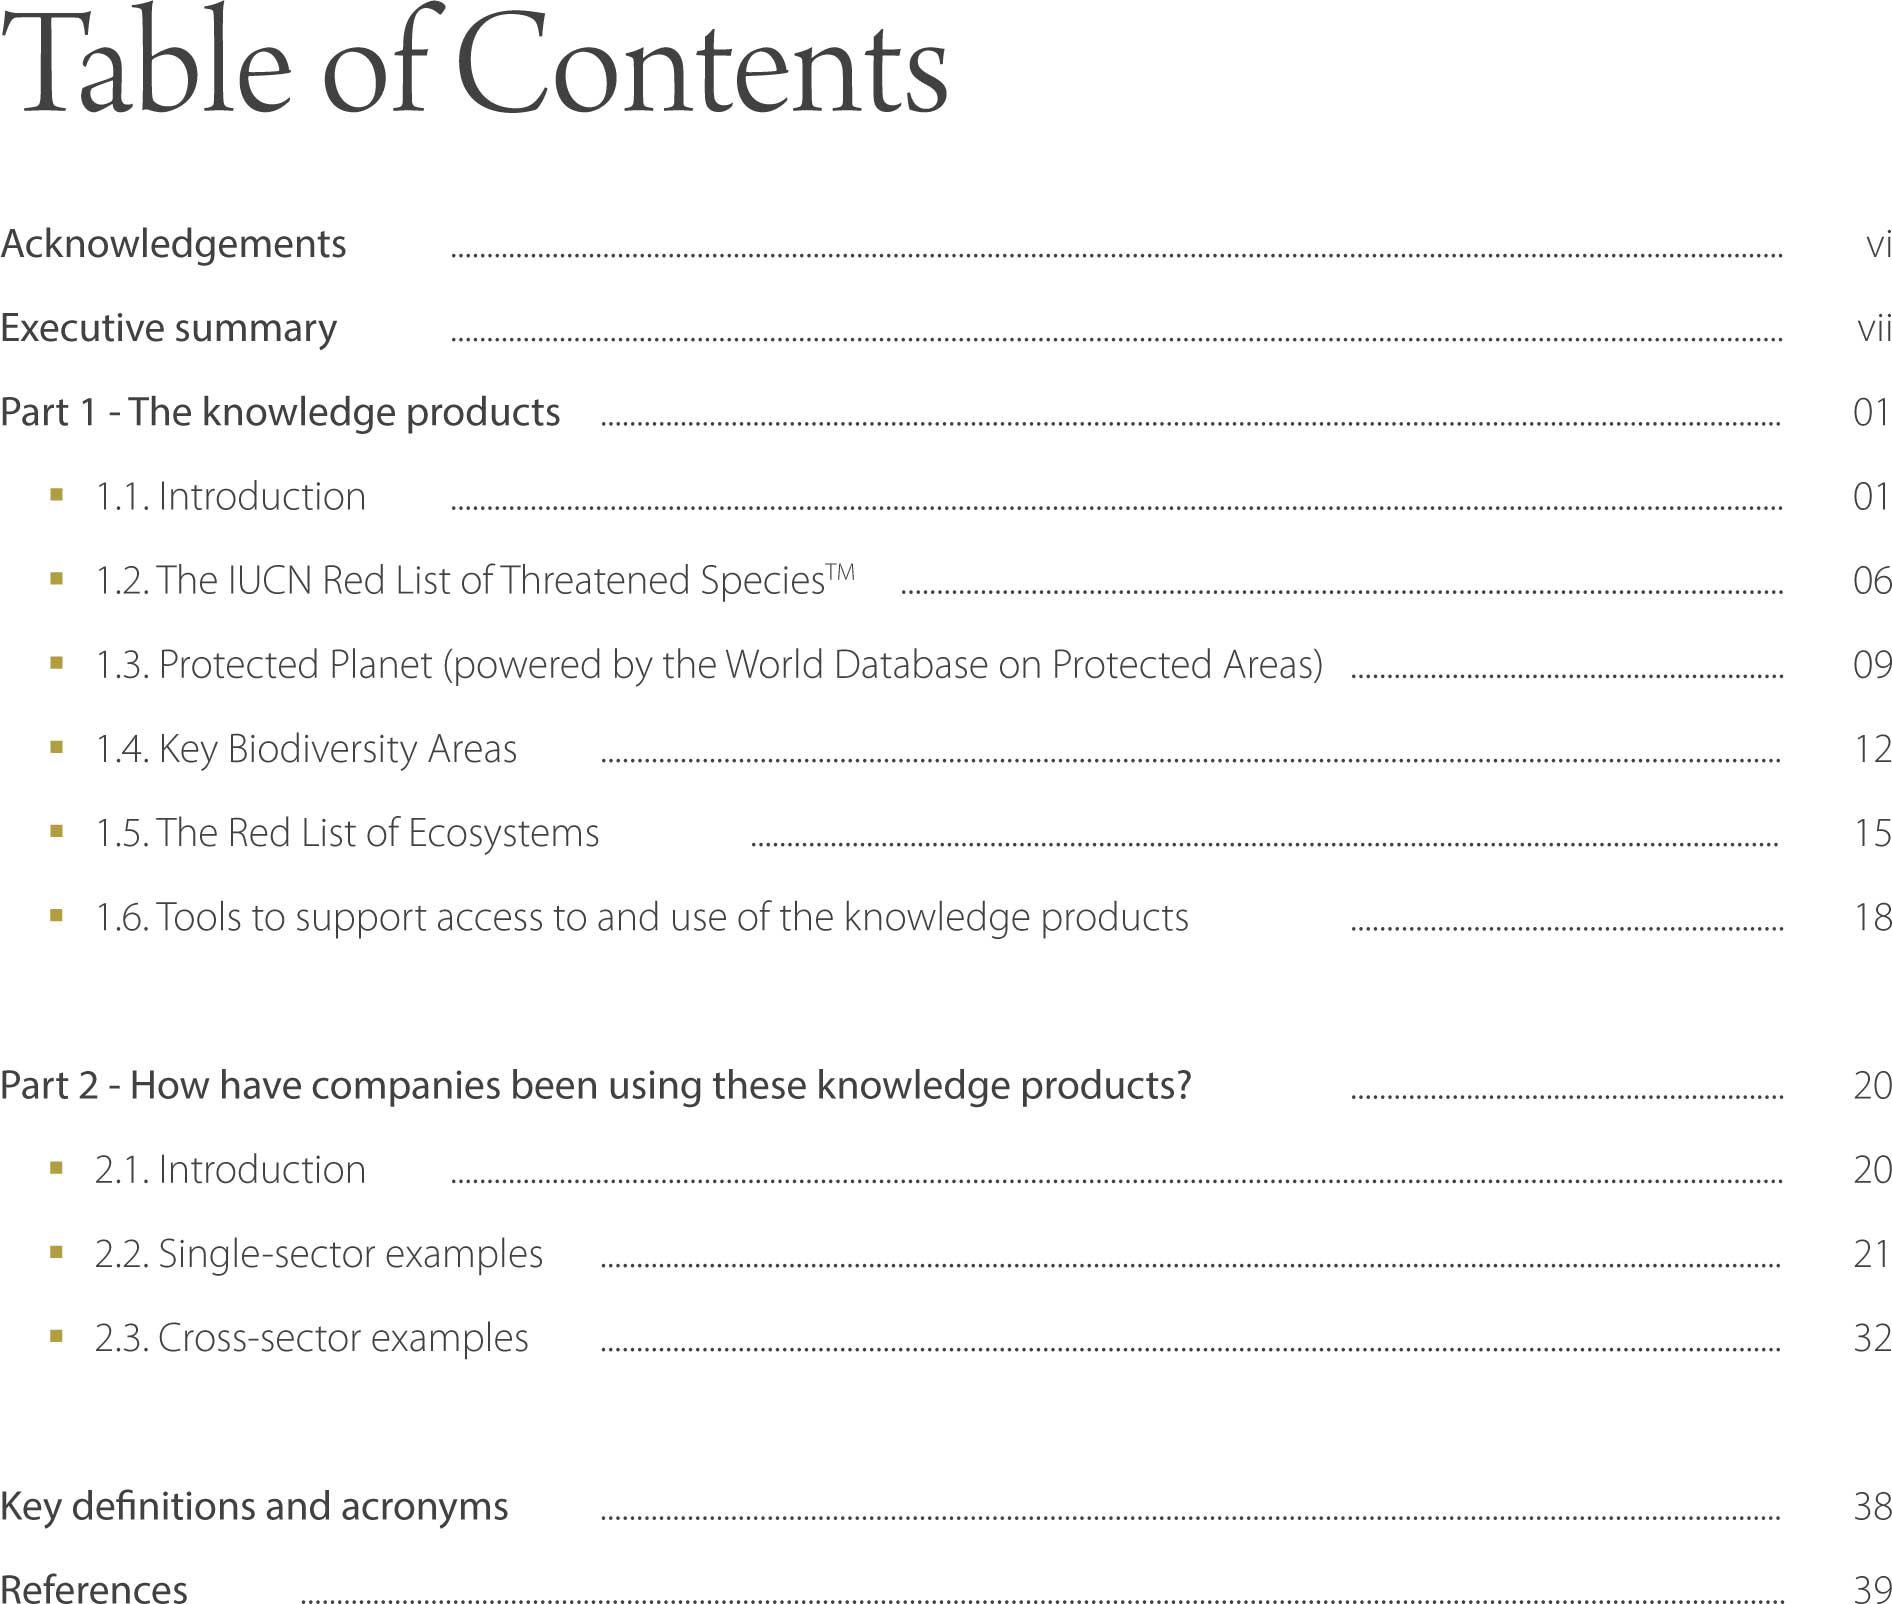 Table of Contents
Acknowledgements ........ vi
Executive summary ........ vii
Part 1 - The knowledge products ........ 01
▪ 1.1. Introduction ........ 01
▪ 1.2. The IUCN Red List of Threatened Species™ ........ 06
▪ 1.3. Protected Planet (powered by the World Database on Protected Areas) ........ 09
▪ 1.4. Key Biodiversity Areas ........ 12
▪ 1.5. The Red List of Ecosystems ........ 15
▪ 1.6. Tools to support access to and use of the knowledge products ........ 18
Part 2 - How have companies been using these knowledge products? ........ 20
▪ 2.1. Introduction ........ 20
▪ 2.2. Single-sector examples ........ 21
▪ 2.3. Cross-sector examples ........ 32
Key definitions and acronyms ........ 38
References ........ 39